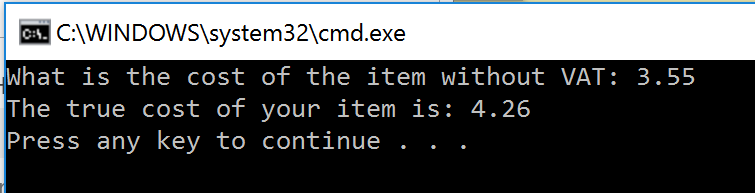 C:\WINDOWS\system32\cmd.exe
What is the cost of the item without VAT: 3.55
The true cost of your item is: 4.26
Press any key to continue . . .